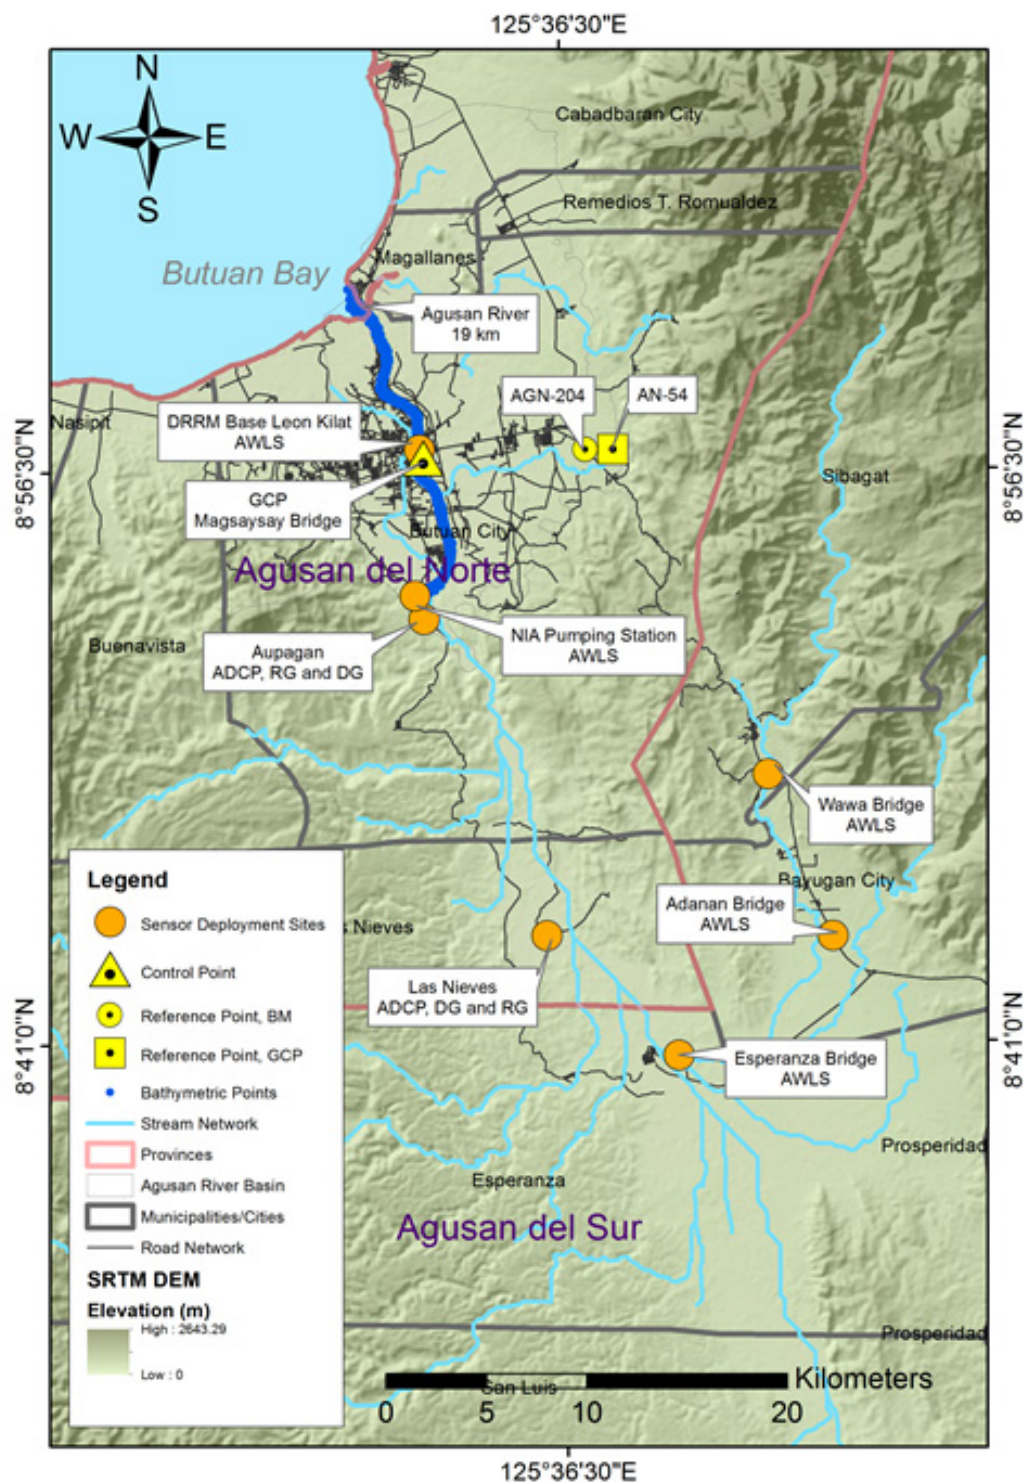 125°36'30"E
N
W E
S
Cabadbaran City
Remedios T. Romualdez
Butuan Bay
Magallanes
Agusan River
19 km
AGN-204
AN-54
Nasipit
DRRM Base Leon Kilat
AWLS
8°56'30"N
8°56'30"N
Sibagat
GCP
Magsaysay Bridge
Butuan City
Agusan del Norte
Buenavista
NIA Pumping Station
AWLS
Aupagan
ADCP, RG and DG
Wawa Bridge
AWLS
Bayugan City
Adanan Bridge
AWLS
s Nieves
Las Nieves
ADCP, DG and RG
8°41'0"N
8°41'0"N
Esperanza Bridge
AWLS
Prosperidad
Esperanza
Agusan del Sur
Prosperidad
San Luis
Legend
Sensor Deployment Sites
Control Point
Reference Point, BM
Reference Point, GCP
Bathymetric Points
Stream Network
Provinces
Agusan River Basin
Municipalities/Cities
Road Network
SRTM DEM
Elevation (m)
High : 2643.29
Low : 0
Kilometers
0 5 10 20
125°36'30"E